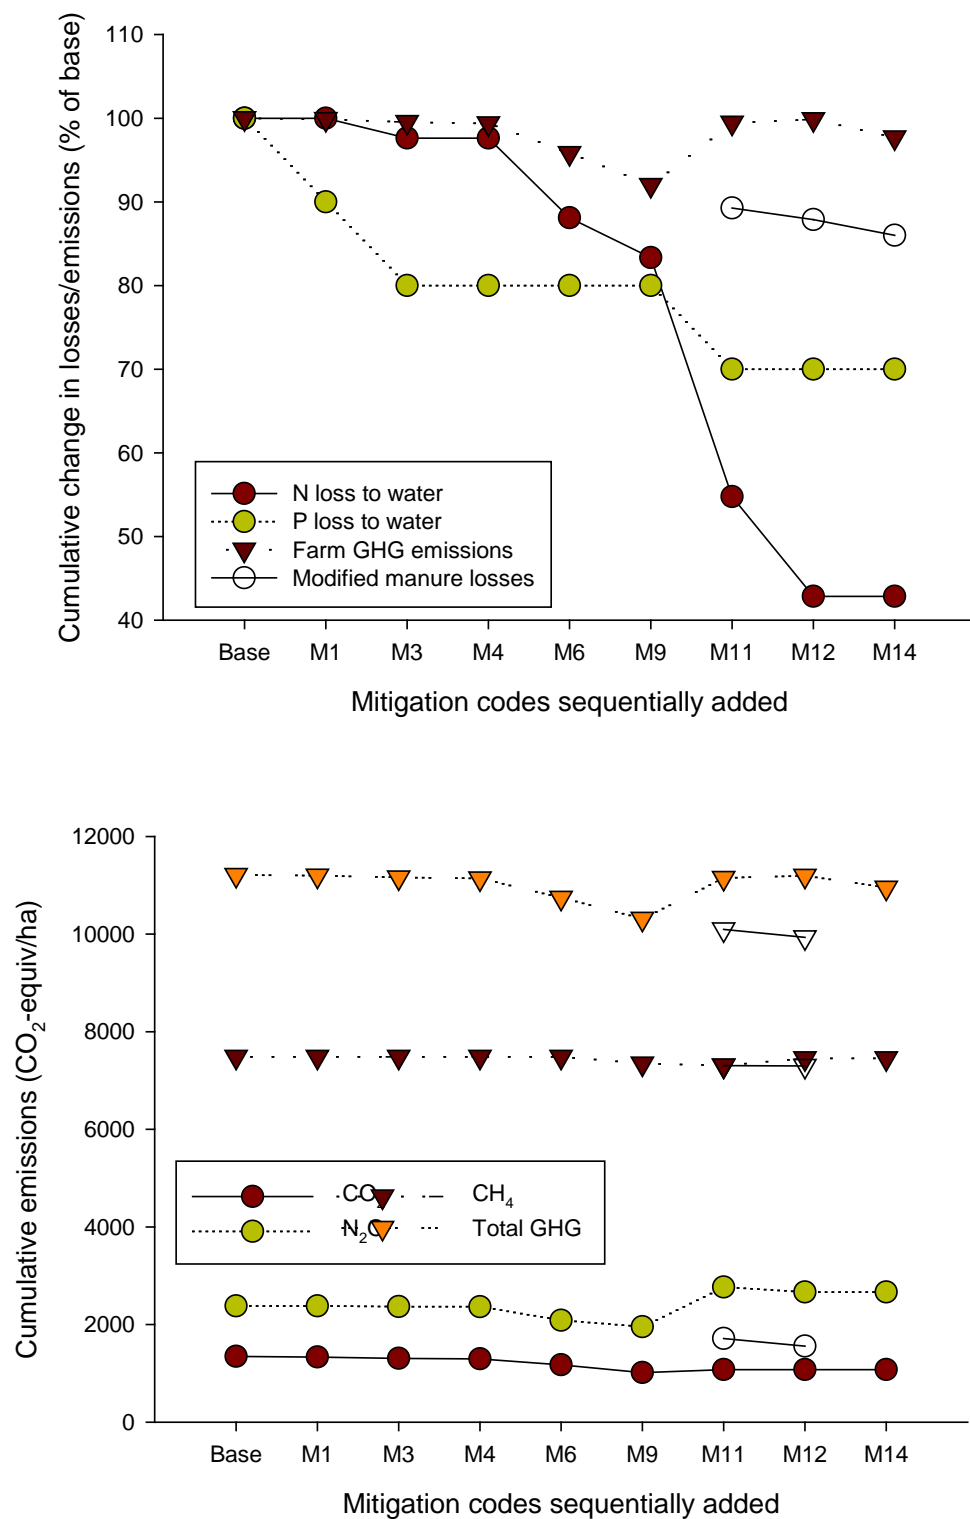 Cumulative change in losses/emissions (% of base)
110
100
90
80
70
60
50
40
N loss to water
P loss to water
Farm GHG emissions
Modified manure losses
Base M1 M3 M4 M6 M9 M11 M12 M14
Mitigation codes sequentially added
Cumulative emissions (CO2-equiv/ha)
12000
10000
8000
6000
4000
2000
0
CO2 CH4
N2O Total GHG
Base M1 M3 M4 M6 M9 M11 M12 M14
Mitigation codes sequentially added